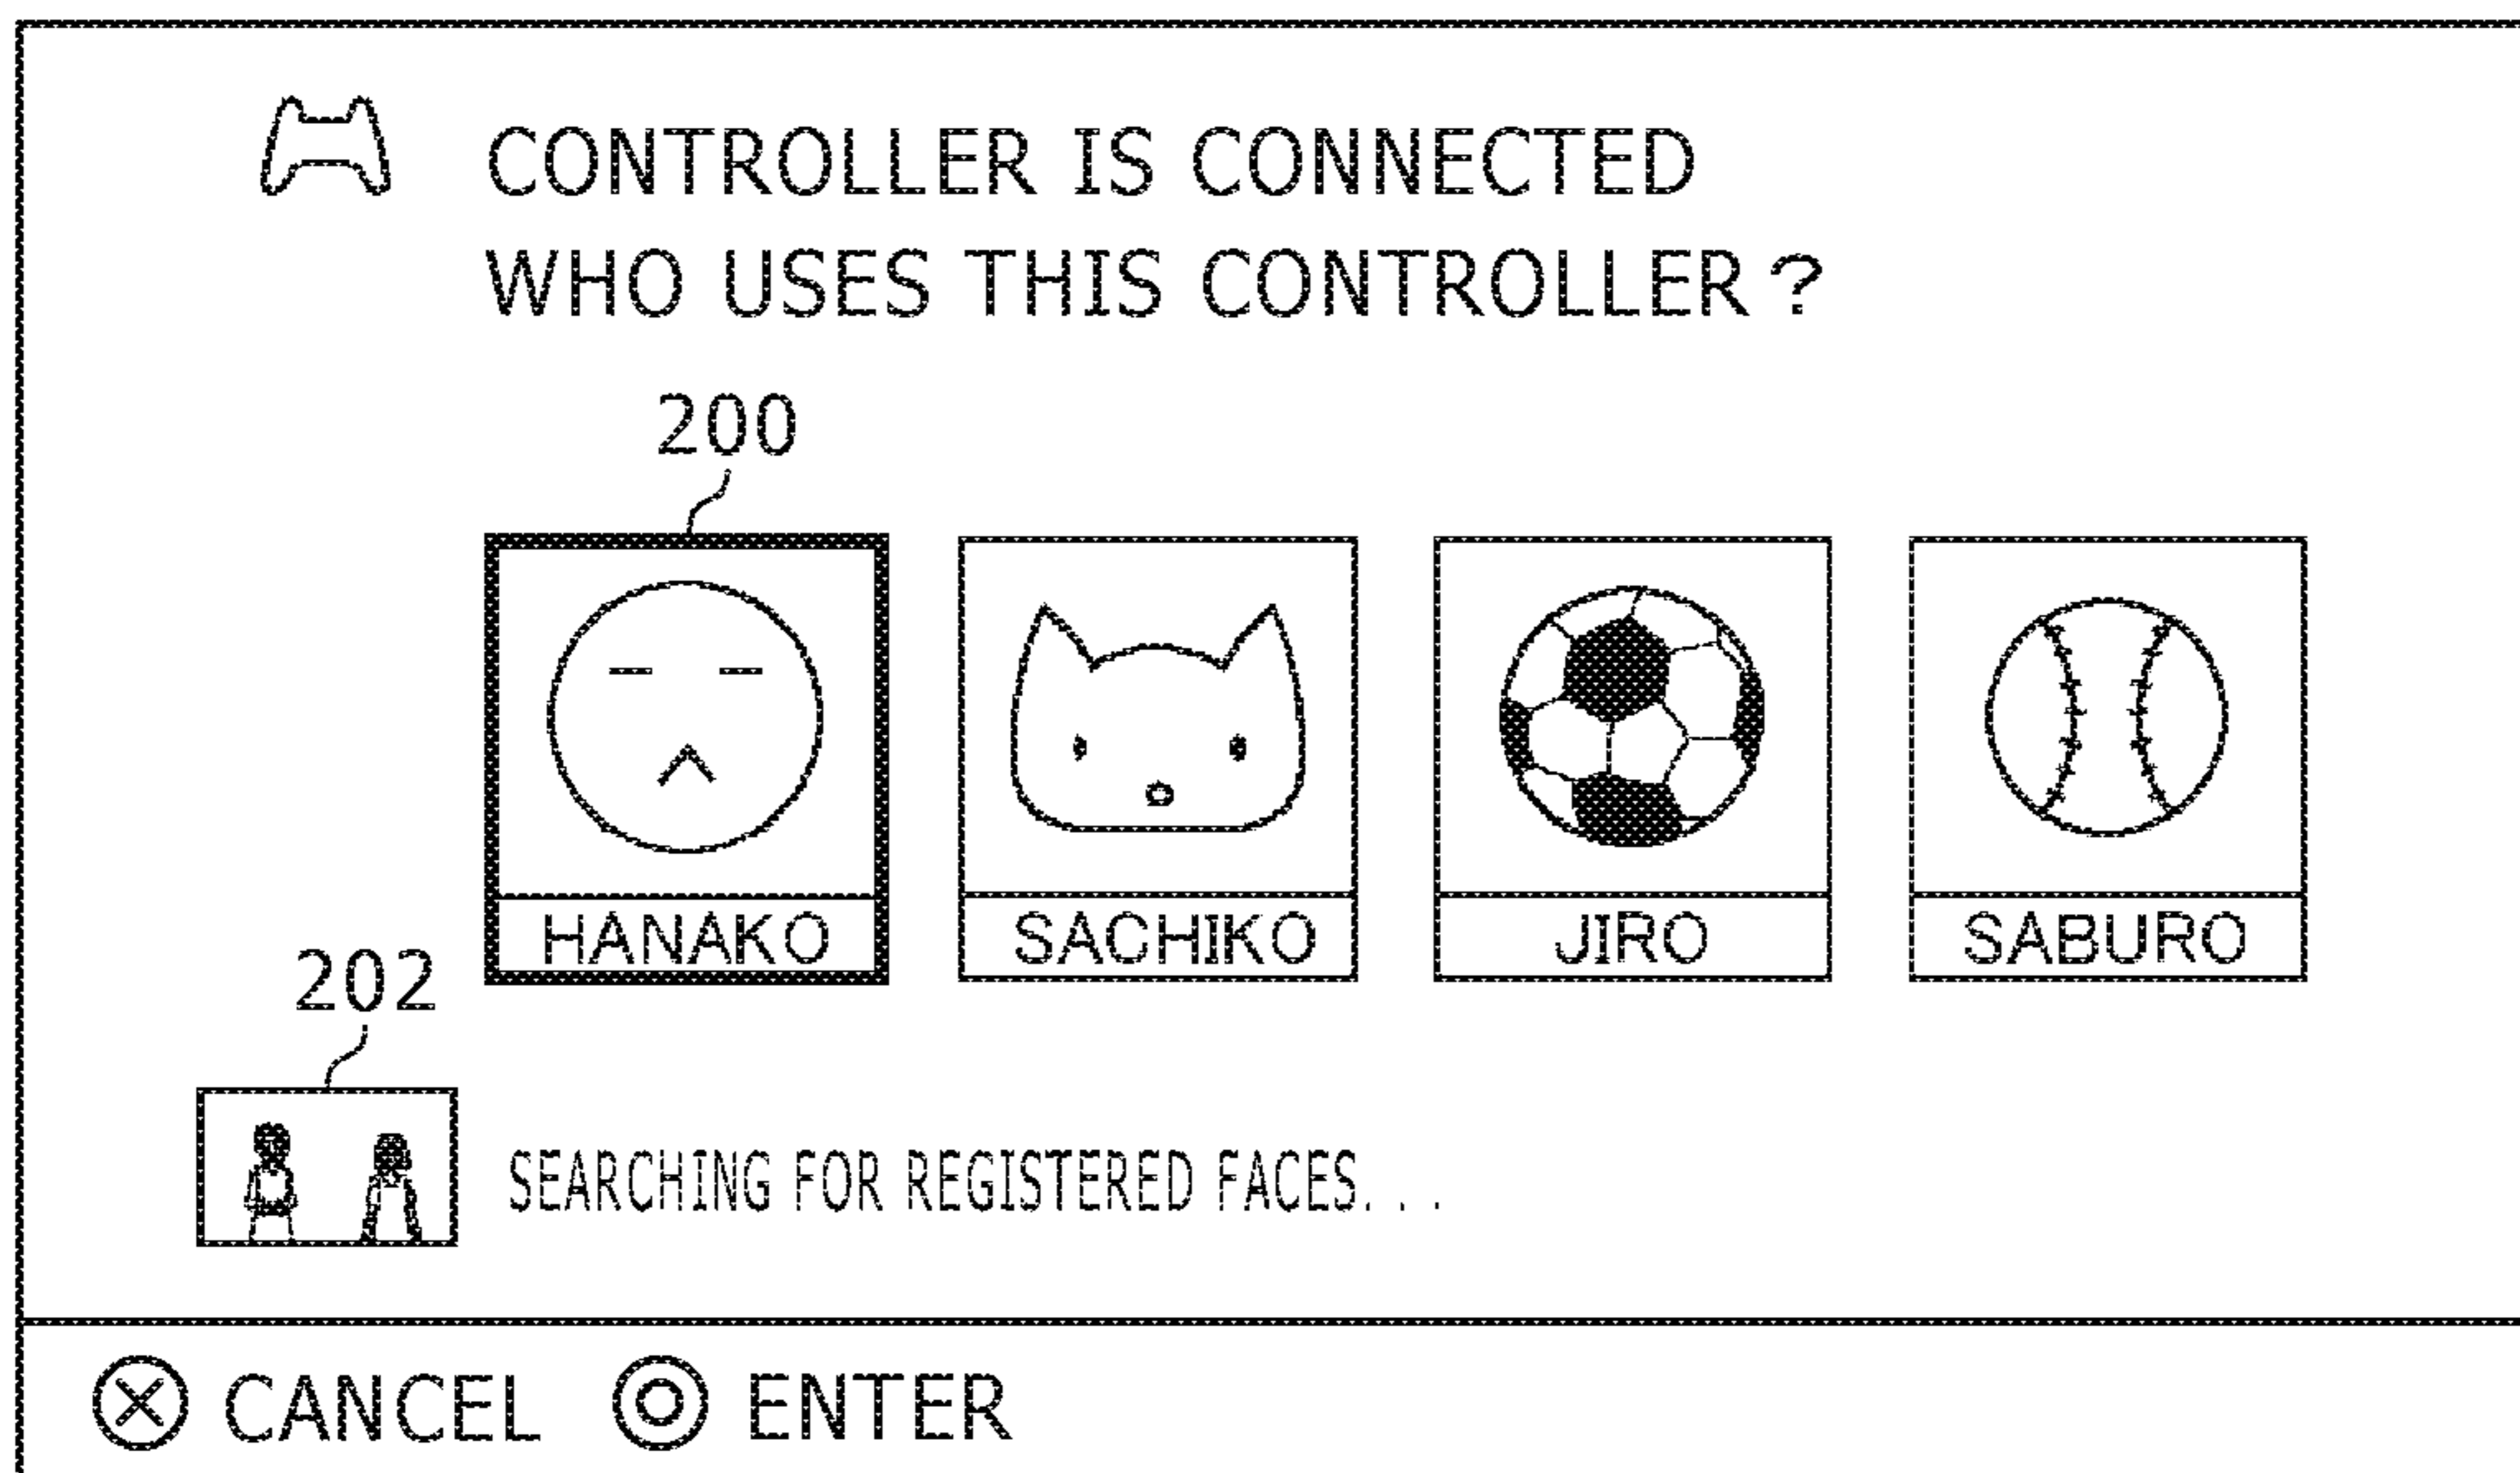 CONTROLLER IS CONNECTED
WHO USES THIS CONTROLLER ?
200
HANAKO
SACHIKO
JIRO
SABURO
202
SEARCHING FOR REGISTERED FACES...
CANCEL
ENTER